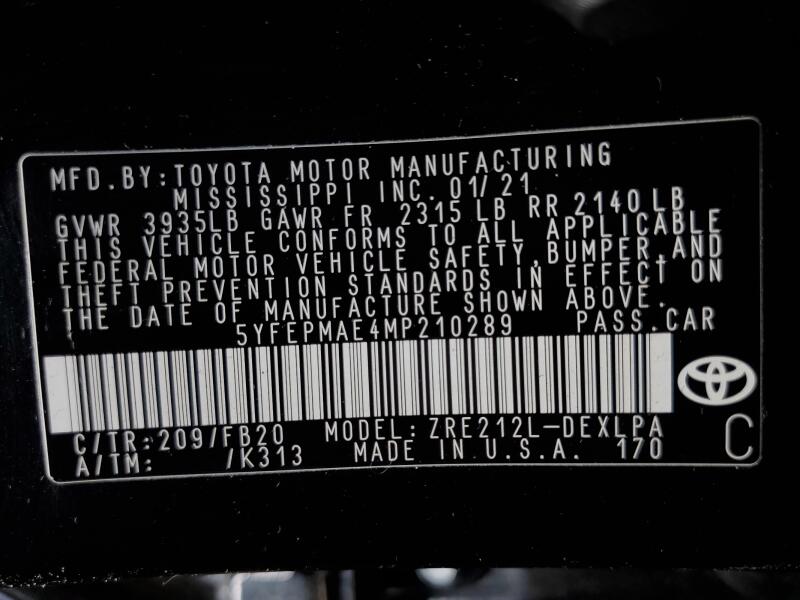 MFD.BY:TOYOTA MOTOR MANUFACTURING
MISSISSIPPI INC. 01/21
GVWR 3935LB GAWR FR 2315 LB RR 2140 LB
THIS VEHICLE CONFORMS TO ALL APPLICABLE
FEDERAL MOTOR VEHICLE SAFETY,BUMPER,AND
THEFT PREVENTION STANDARDS IN EFFECT ON
THE DATE OF MANUFACTURE SHOWN ABOVE.
5YFEPMAE4MP210289 PASS.CAR
C/TR:209/FB20 MODEL:ZRE212L-DEXLPA
A/TM: /K313 MADE IN U.S.A. 170 C